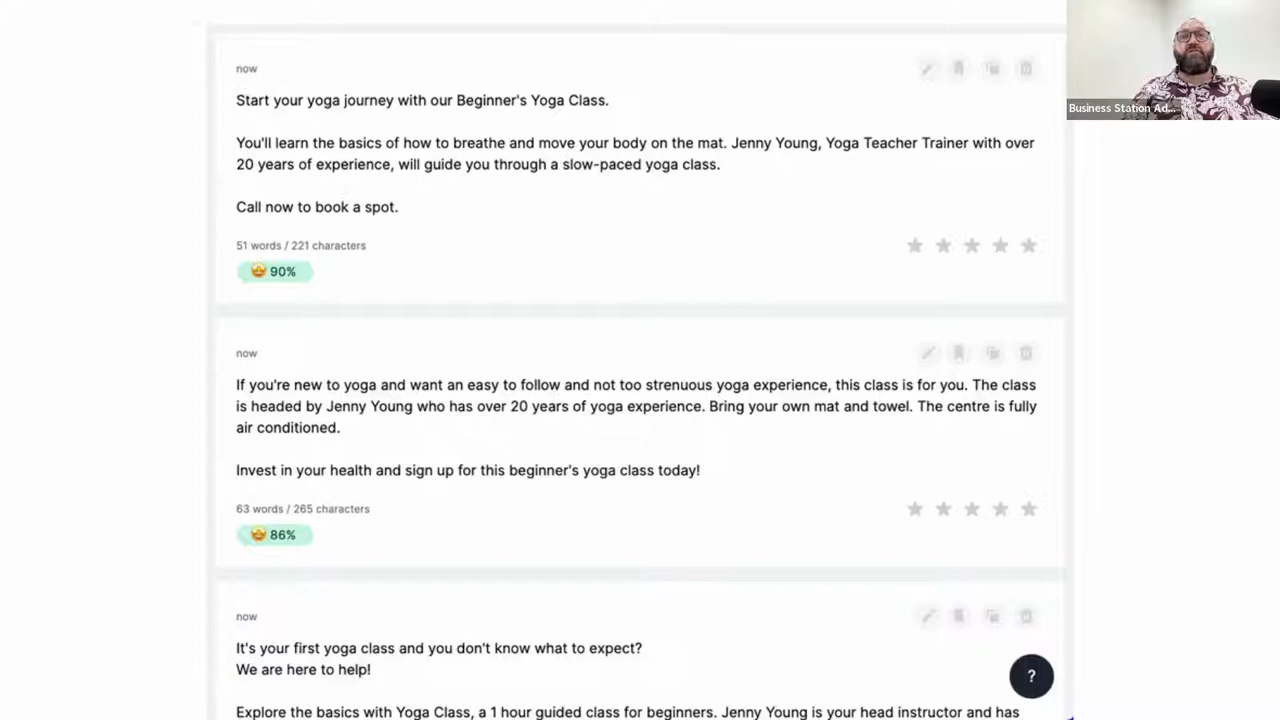 Business Station Ad...
now
Start your yoga journey with our Beginner's Yoga Class.
You'll learn the basics of how to breathe and move your body on the mat. Jenny Young, Yoga Teacher Trainer with over
20 years of experience, will guide you through a slow-paced yoga class.
Call now to book a spot.
51 words / 221 characters
90%
now
If you're new to yoga and want an easy to follow and not too strenuous yoga experience, this class is for you. The class
is headed by Jenny Young who has over 20 years of yoga experience. Bring your own mat and towel. The centre is fully
air conditioned.
Invest in your health and sign up for this beginner's yoga class today!
63 words / 265 characters
86%
now
It's your first yoga class and you don't know what to expect?
We are here to help!
Explore the basics with Yoga Class, a 1 hour guided class for beginners. Jenny Young is your head instructor and has
?